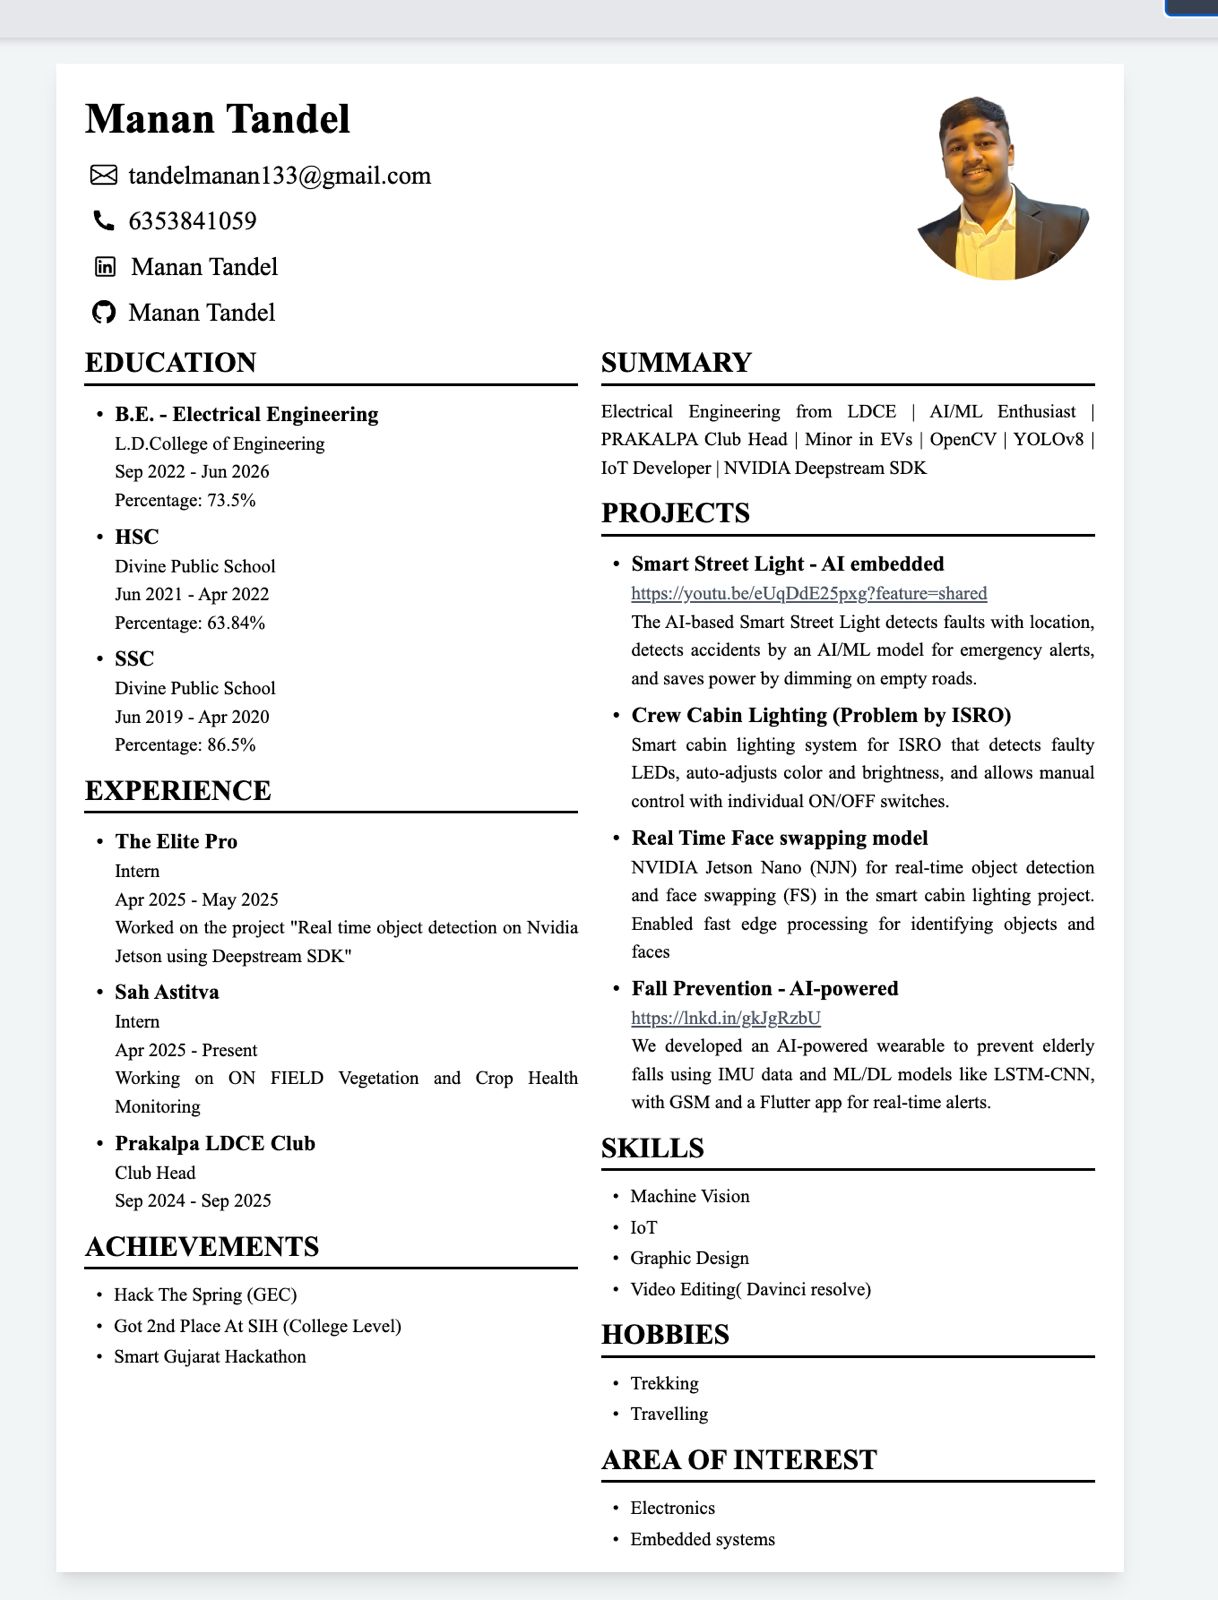 Manan Tandel
tandelmanan133@gmail.com
6353841059
Manan Tandel
Manan Tandel
EDUCATION
• B.E. - Electrical Engineering
L.D.College of Engineering
Sep 2022 - Jun 2026
Percentage: 73.5%
• HSC
Divine Public School
Jun 2021 - Apr 2022
Percentage: 63.84%
• SSC
Divine Public School
Jun 2019 - Apr 2020
Percentage: 86.5%
EXPERIENCE
• The Elite Pro
Intern
Apr 2025 - May 2025
Worked on the project "Real time object detection on Nvidia
Jetson using Deepstream SDK"
• Sah Astitva
Intern
Apr 2025 - Present
Working on ON FIELD Vegetation and Crop Health
Monitoring
• Prakalpa LDCE Club
Club Head
Sep 2024 - Sep 2025
ACHIEVEMENTS
• Hack The Spring (GEC)
• Got 2nd Place At SIH (College Level)
• Smart Gujarat Hackathon
SUMMARY
Electrical Engineering from LDCE | AI/ML Enthusiast |
PRAKALPA Club Head | Minor in EVs | OpenCV | YOLOv8 |
IoT Developer | NVIDIA Deepstream SDK
PROJECTS
• Smart Street Light - AI embedded
https://youtu.be/eUqDdE25pxg?feature=shared
The AI-based Smart Street Light detects faults with location,
detects accidents by an AI/ML model for emergency alerts,
and saves power by dimming on empty roads.
• Crew Cabin Lighting (Problem by ISRO)
Smart cabin lighting system for ISRO that detects faulty
LEDs, auto-adjusts color and brightness, and allows manual
control with individual ON/OFF switches.
• Real Time Face swapping model
NVIDIA Jetson Nano (NJN) for real-time object detection
and face swapping (FS) in the smart cabin lighting project.
Enabled fast edge processing for identifying objects and
faces
• Fall Prevention - AI-powered
https://lnkd.in/gkJgRzbU
We developed an AI-powered wearable to prevent elderly
falls using IMU data and ML/DL models like LSTM-CNN,
with GSM and a Flutter app for real-time alerts.
SKILLS
• Machine Vision
• IoT
• Graphic Design
• Video Editing( Davinci resolve)
HOBBIES
• Trekking
• Travelling
AREA OF INTEREST
• Electronics
• Embedded systems